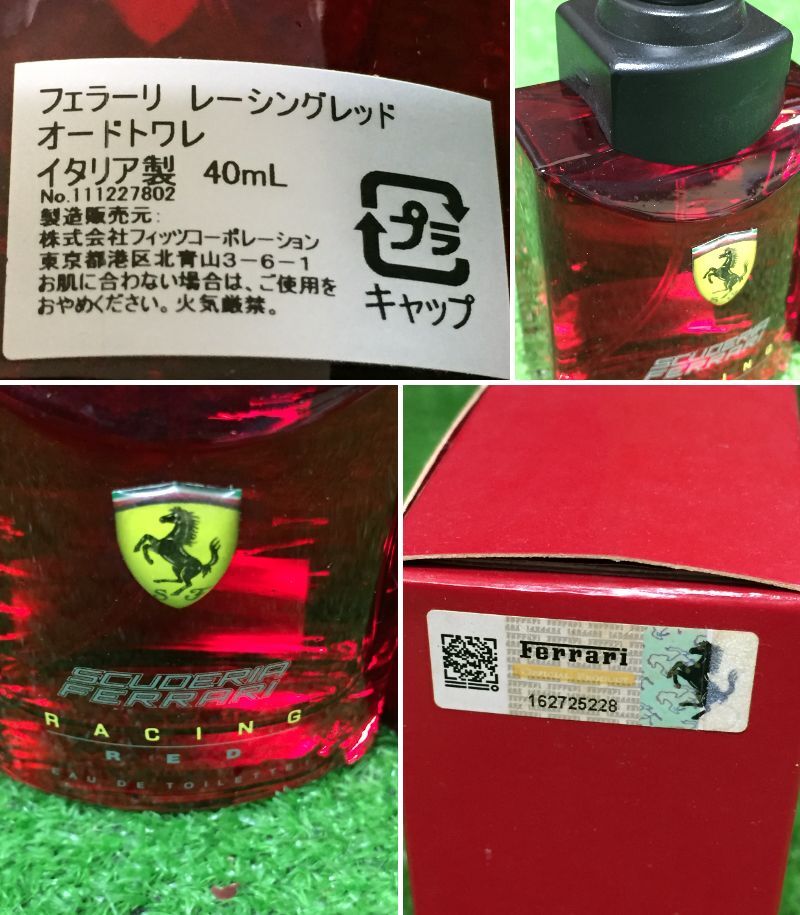 フェラーリ レーシングレッド
オードトワレ
イタリア製 40mL
No.111227802
製造販売元:
株式会社フィッツコーポレーション
東京都港区北青山3-6-1
お肌に合わない場合は、ご使用を
おやめください。火気厳禁。
プラ
キャップ
SCUDERIA
FERRARI
S F
SCUDERIA
FERRARI
RACING
RED
EAU DE TOILETTE
Ferrari
162725228